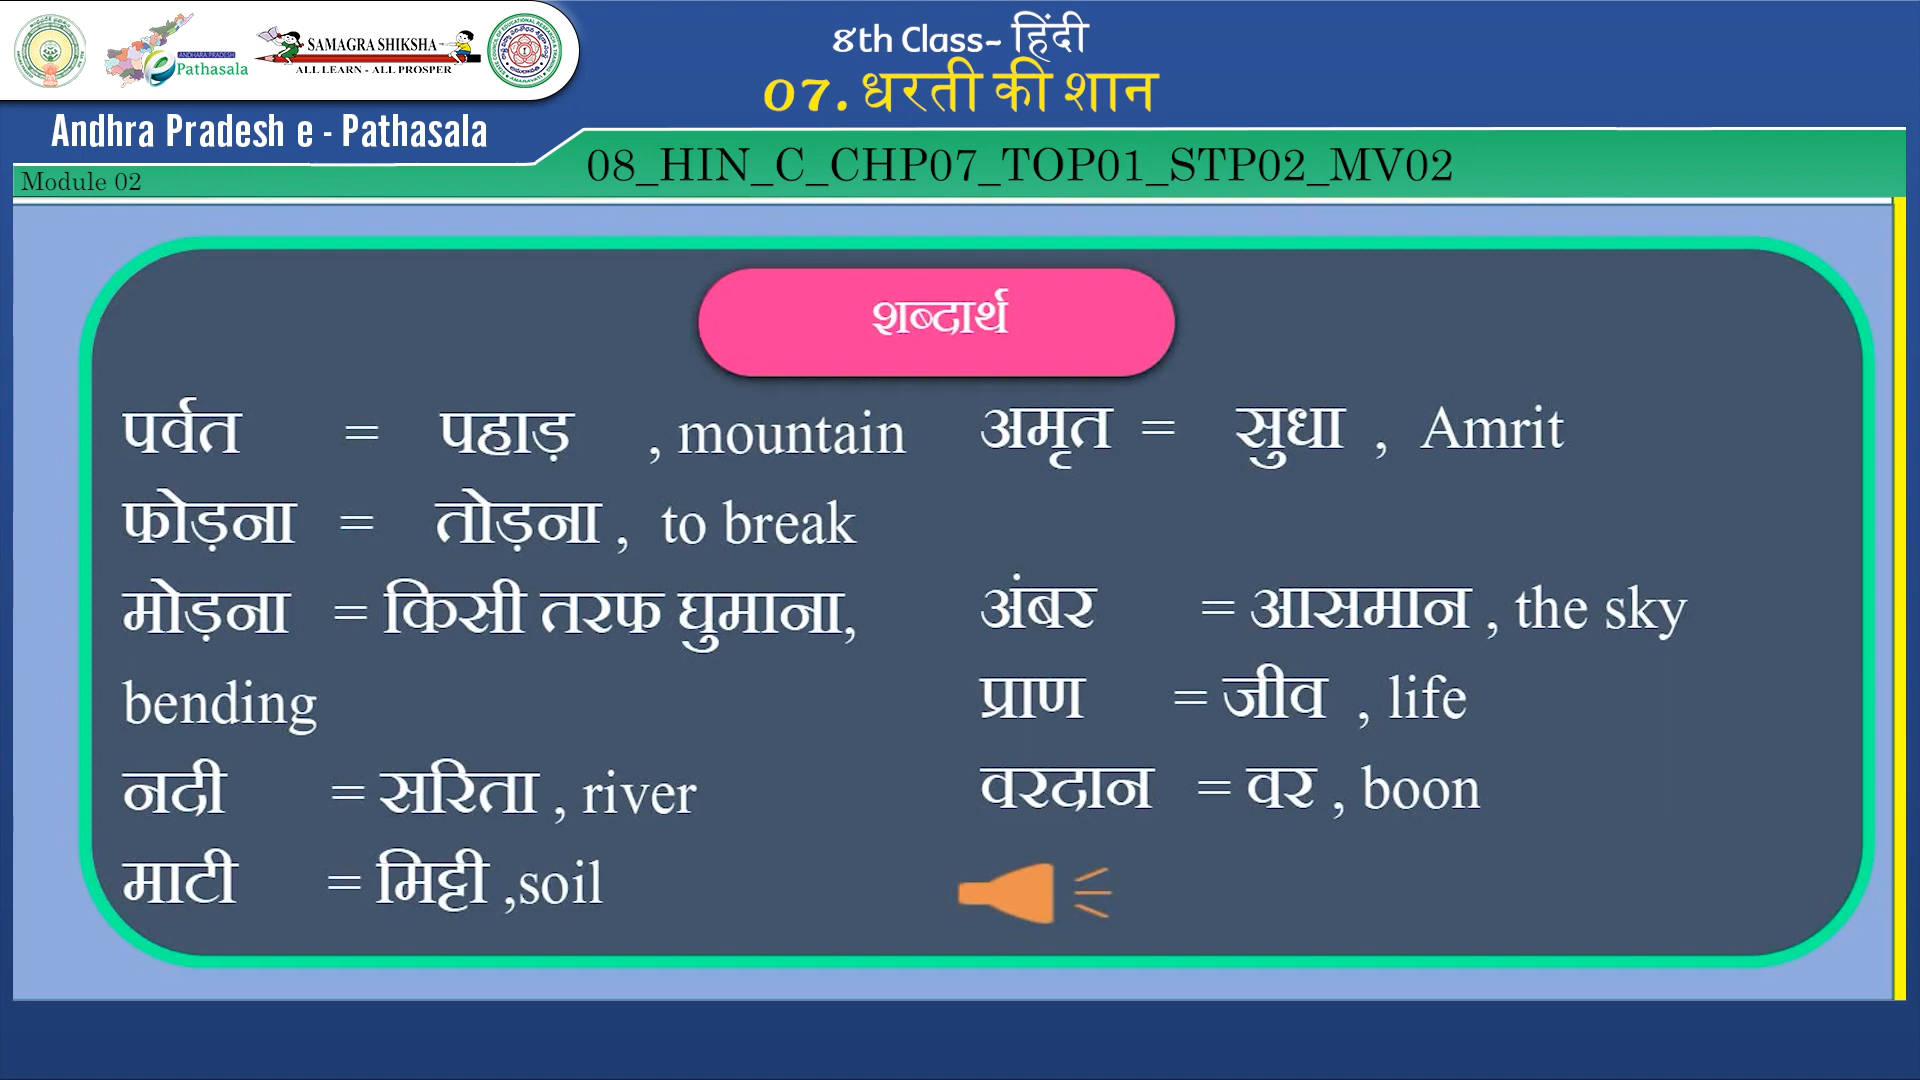 8th Class- हिंदी
07. धरती की शान
ANDHARA PRADESH
e Pathasala
SAMAGRA SHIKSHA
ALL LEARN - ALL PROSPER
Andhra Pradesh e - Pathasala
Module 02
08_HIN_C_CHP07_TOP01_STP02_MV02
शब्दार्थ
पर्वत = पहाड़ , mountain
फोड़ना = तोड़ना , to break
मोड़ना = किसी तरफ घुमाना,
bending
नदी = सरिता , river
माटी = मिट्टी ,soil
अमृत = सुधा , Amrit
अंबर = आसमान , the sky
प्राण = जीव , life
वरदान = वर , boon